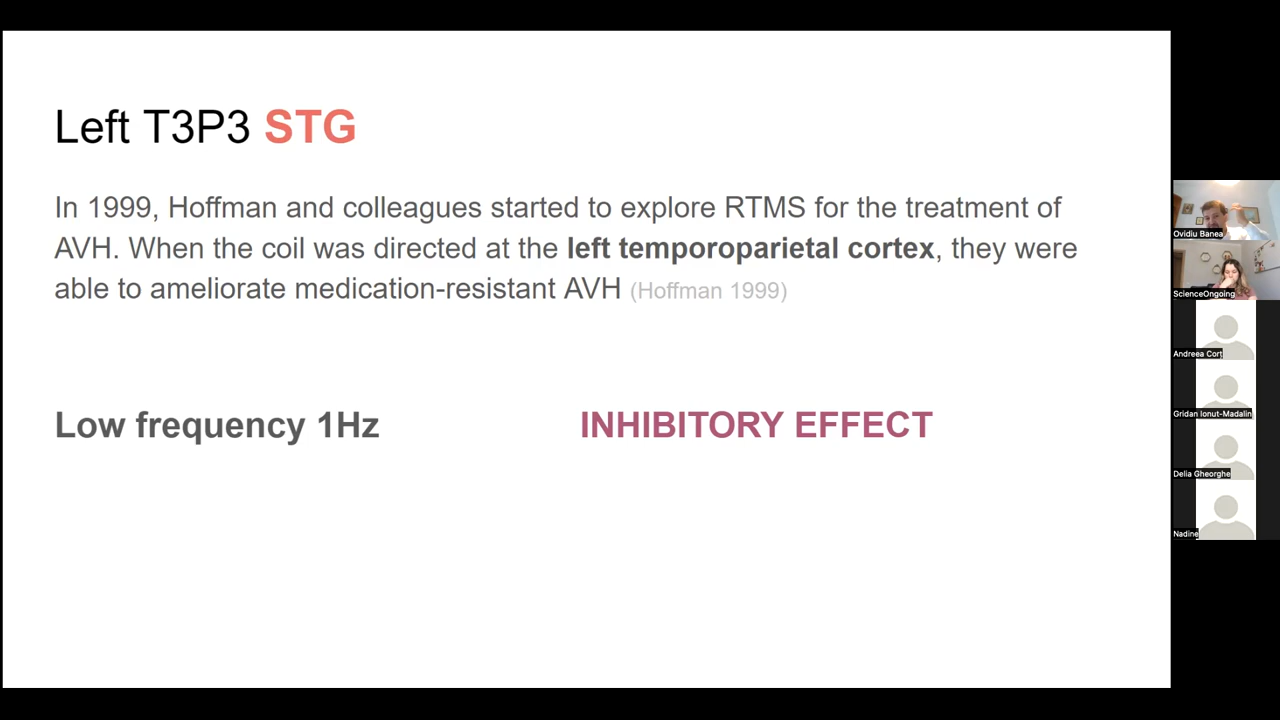 Left T3P3 STG
In 1999, Hoffman and colleagues started to explore RTMS for the treatment of
AVH. When the coil was directed at the left temporoparietal cortex, they were
able to ameliorate medication-resistant AVH (Hoffman 1999)
Low frequency 1Hz
INHIBITORY EFFECT
Ovidiu Banea
ScienceOngoing
Andreea Corț
Gridan Ionut-Madalin
Delia Gheorghe
Nadine